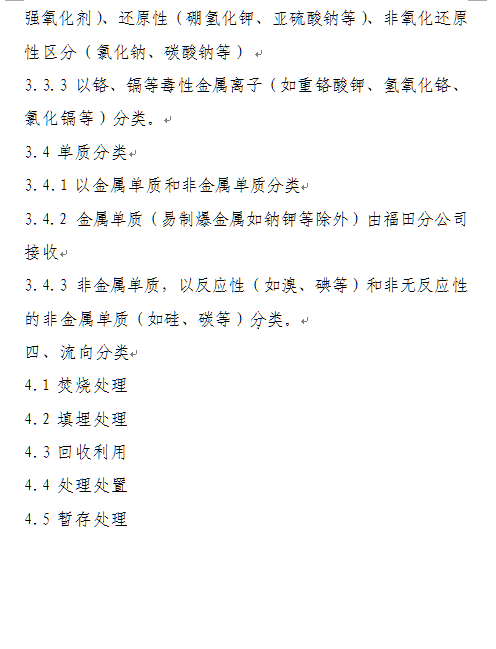 强氧化剂)、还原性（硼氢化钾、亚硫酸钠等）、非氧化还原
性区分（氯化钠、碳酸钠等）
3.3.3 以铬、镉等毒性金属离子（如重铬酸钾、氢氧化铬、
氯化镉等）分类。
3.4 单质分类
3.4.1 以金属单质和非金属单质分类
3.4.2 金属单质（易制爆金属如钠钾等除外）由福田分公司
接收
3.4.3 非金属单质，以反应性（如溴、碘等）和非无反应性
的非金属单质（如硅、碳等）分类。
四、流向分类
4.1 焚烧处理
4.2 填埋处理
4.3 回收利用
4.4 处理处置
4.5 暂存处理